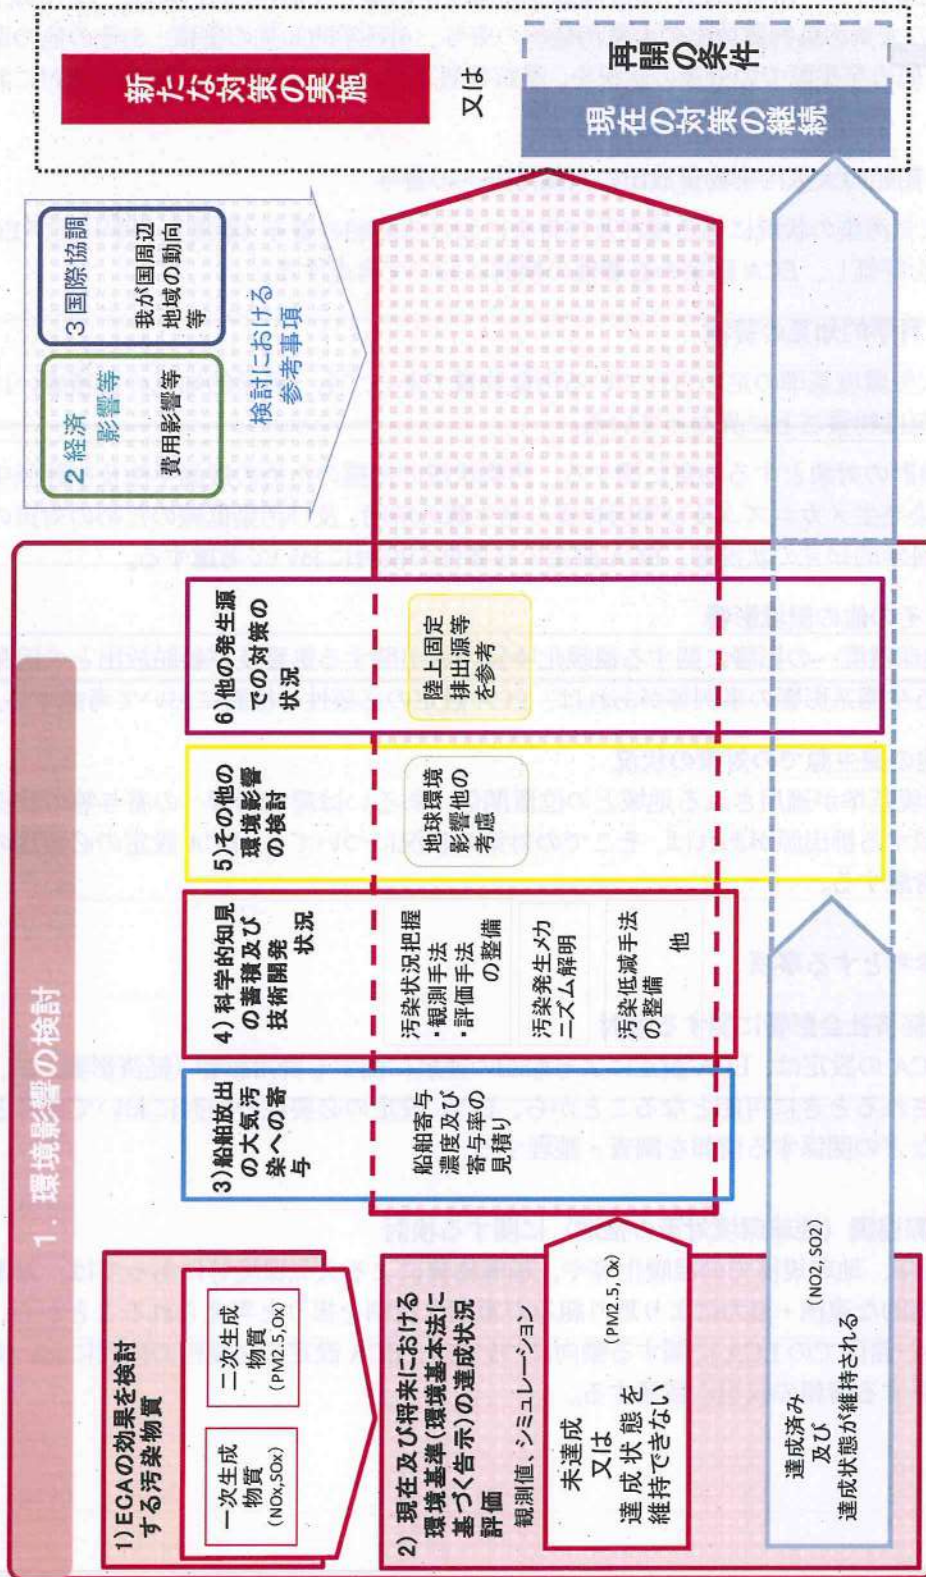 1. 環境影響の検討
1)ECAの効果を検討
する汚染物質
一次生成
物質
(NOx,SOx)
二次生成
物質
(PM2.5,Ox)
2) 現在及び将来における
環境基準(環境基本法に
基づく告示)の達成状況
評価
観測値、シミュレーション
未達成
又は
達成状態を
維持できない
(PM2.5,Ox)
達成済み
及び
達成状態が維持される
(NO2,SO2)
3)船舶放出
の大気汚
染への寄
与
船舶寄与
濃度及び
寄与率の
見積り
4)科学的知見
の蓄積及び
技術開発
状況
汚染状況把握
・観測手法
・評価手法
の整備
汚染発生メカ
ニズム解明
汚染低減手法
の整備
他
5)その他の
環境影響
の検討
地球環境
影響他の
考慮
6)他の発生源
での対策の
状況
陸上固定
排出源等
を参考
2 経済
影響等
費用影響等
3 国際協調
我が国周辺
地域の動向
等
検討における
参考事項
新たな対策の実施
又は
再開の条件
現在の対策の継続